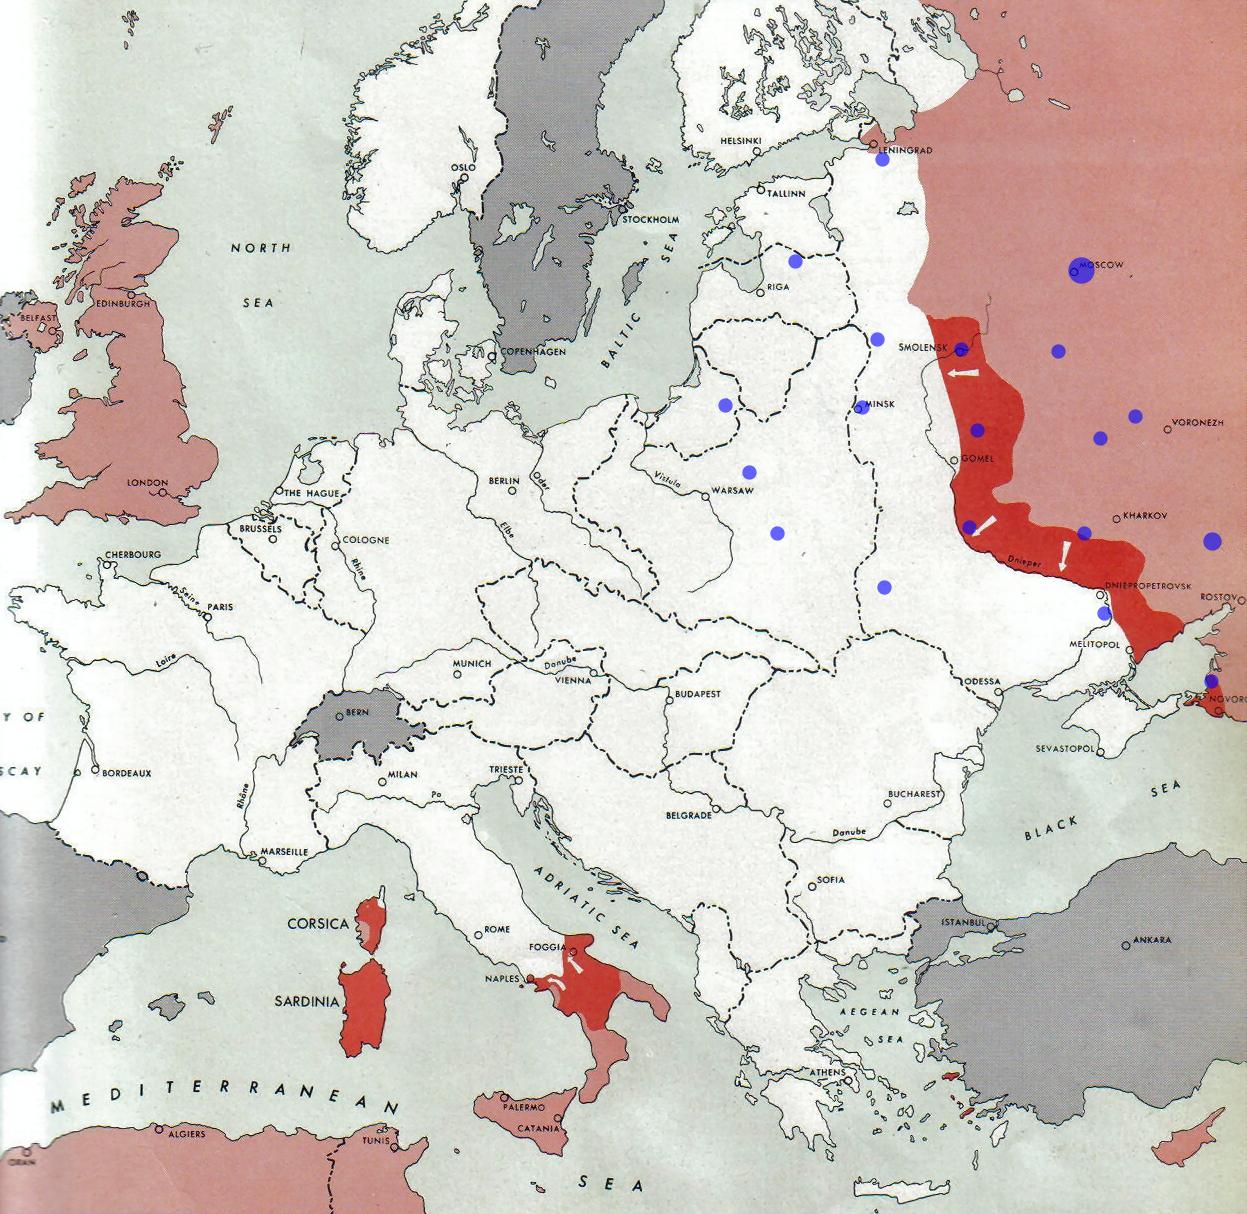 HELSINKI
LENINGRAD
OSLO
TALLINN
STOCKHOLM
NORTH
SEA
BALTIC SEA
MOSCOW
RIGA
EDINBURGH
BELFAST
COPENHAGEN
SMOLENSK
MINSK
VORONEZH
GOMEL
LONDON
THE HAGUE
BERLIN
Oder
Vistula
WARSAW
KHARKOV
BRUSSELS
COLOGNE
Elbe
Rhine
CHERBOURG
Dnieper
DNIEPROPETROVSK
ROSTOV
Seine
PARIS
Loire
MUNICH
Danube
VIENNA
MELITOPOL
BUDAPEST
ODESSA
NOVORO
BERN
Y OF
SCAY
BORDEAUX
SEVASTOPOL
MILAN
TRIESTE
Po
Rhône
BELGRADE
BUCHAREST
Danube
BLACK SEA
MARSEILLE
ADRIATIC SEA
SOFIA
CORSICA
ROME
FOGGIA
ISTANBUL
ANKARA
NAPLES
SARDINIA
AEGEAN
SEA
ATHENS
MEDITERRANEAN
SEA
PALERMO
CATANIA
ALGIERS
TUNIS
ORAN